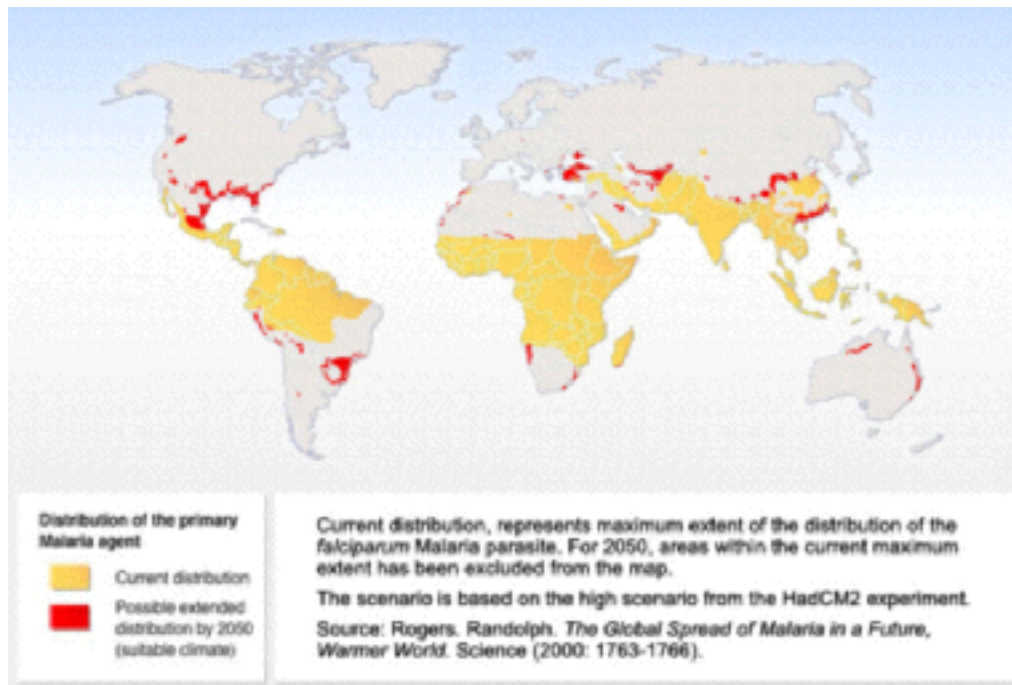 Distribution of the primary
Malaria agent
Current distribution
Possible extended
distribution by 2050
(suitable climate)
Current distribution, represents maximum extent of the distribution of the
falciparum Malaria parasite. For 2050, areas within the current maximum
extent has been excluded from the map.
The scenario is based on the high scenario from the HadCM2 experiment.
Source: Rogers. Randolph. The Global Spread of Malaria in a Future,
Warmer World. Science (2000: 1763-1766).